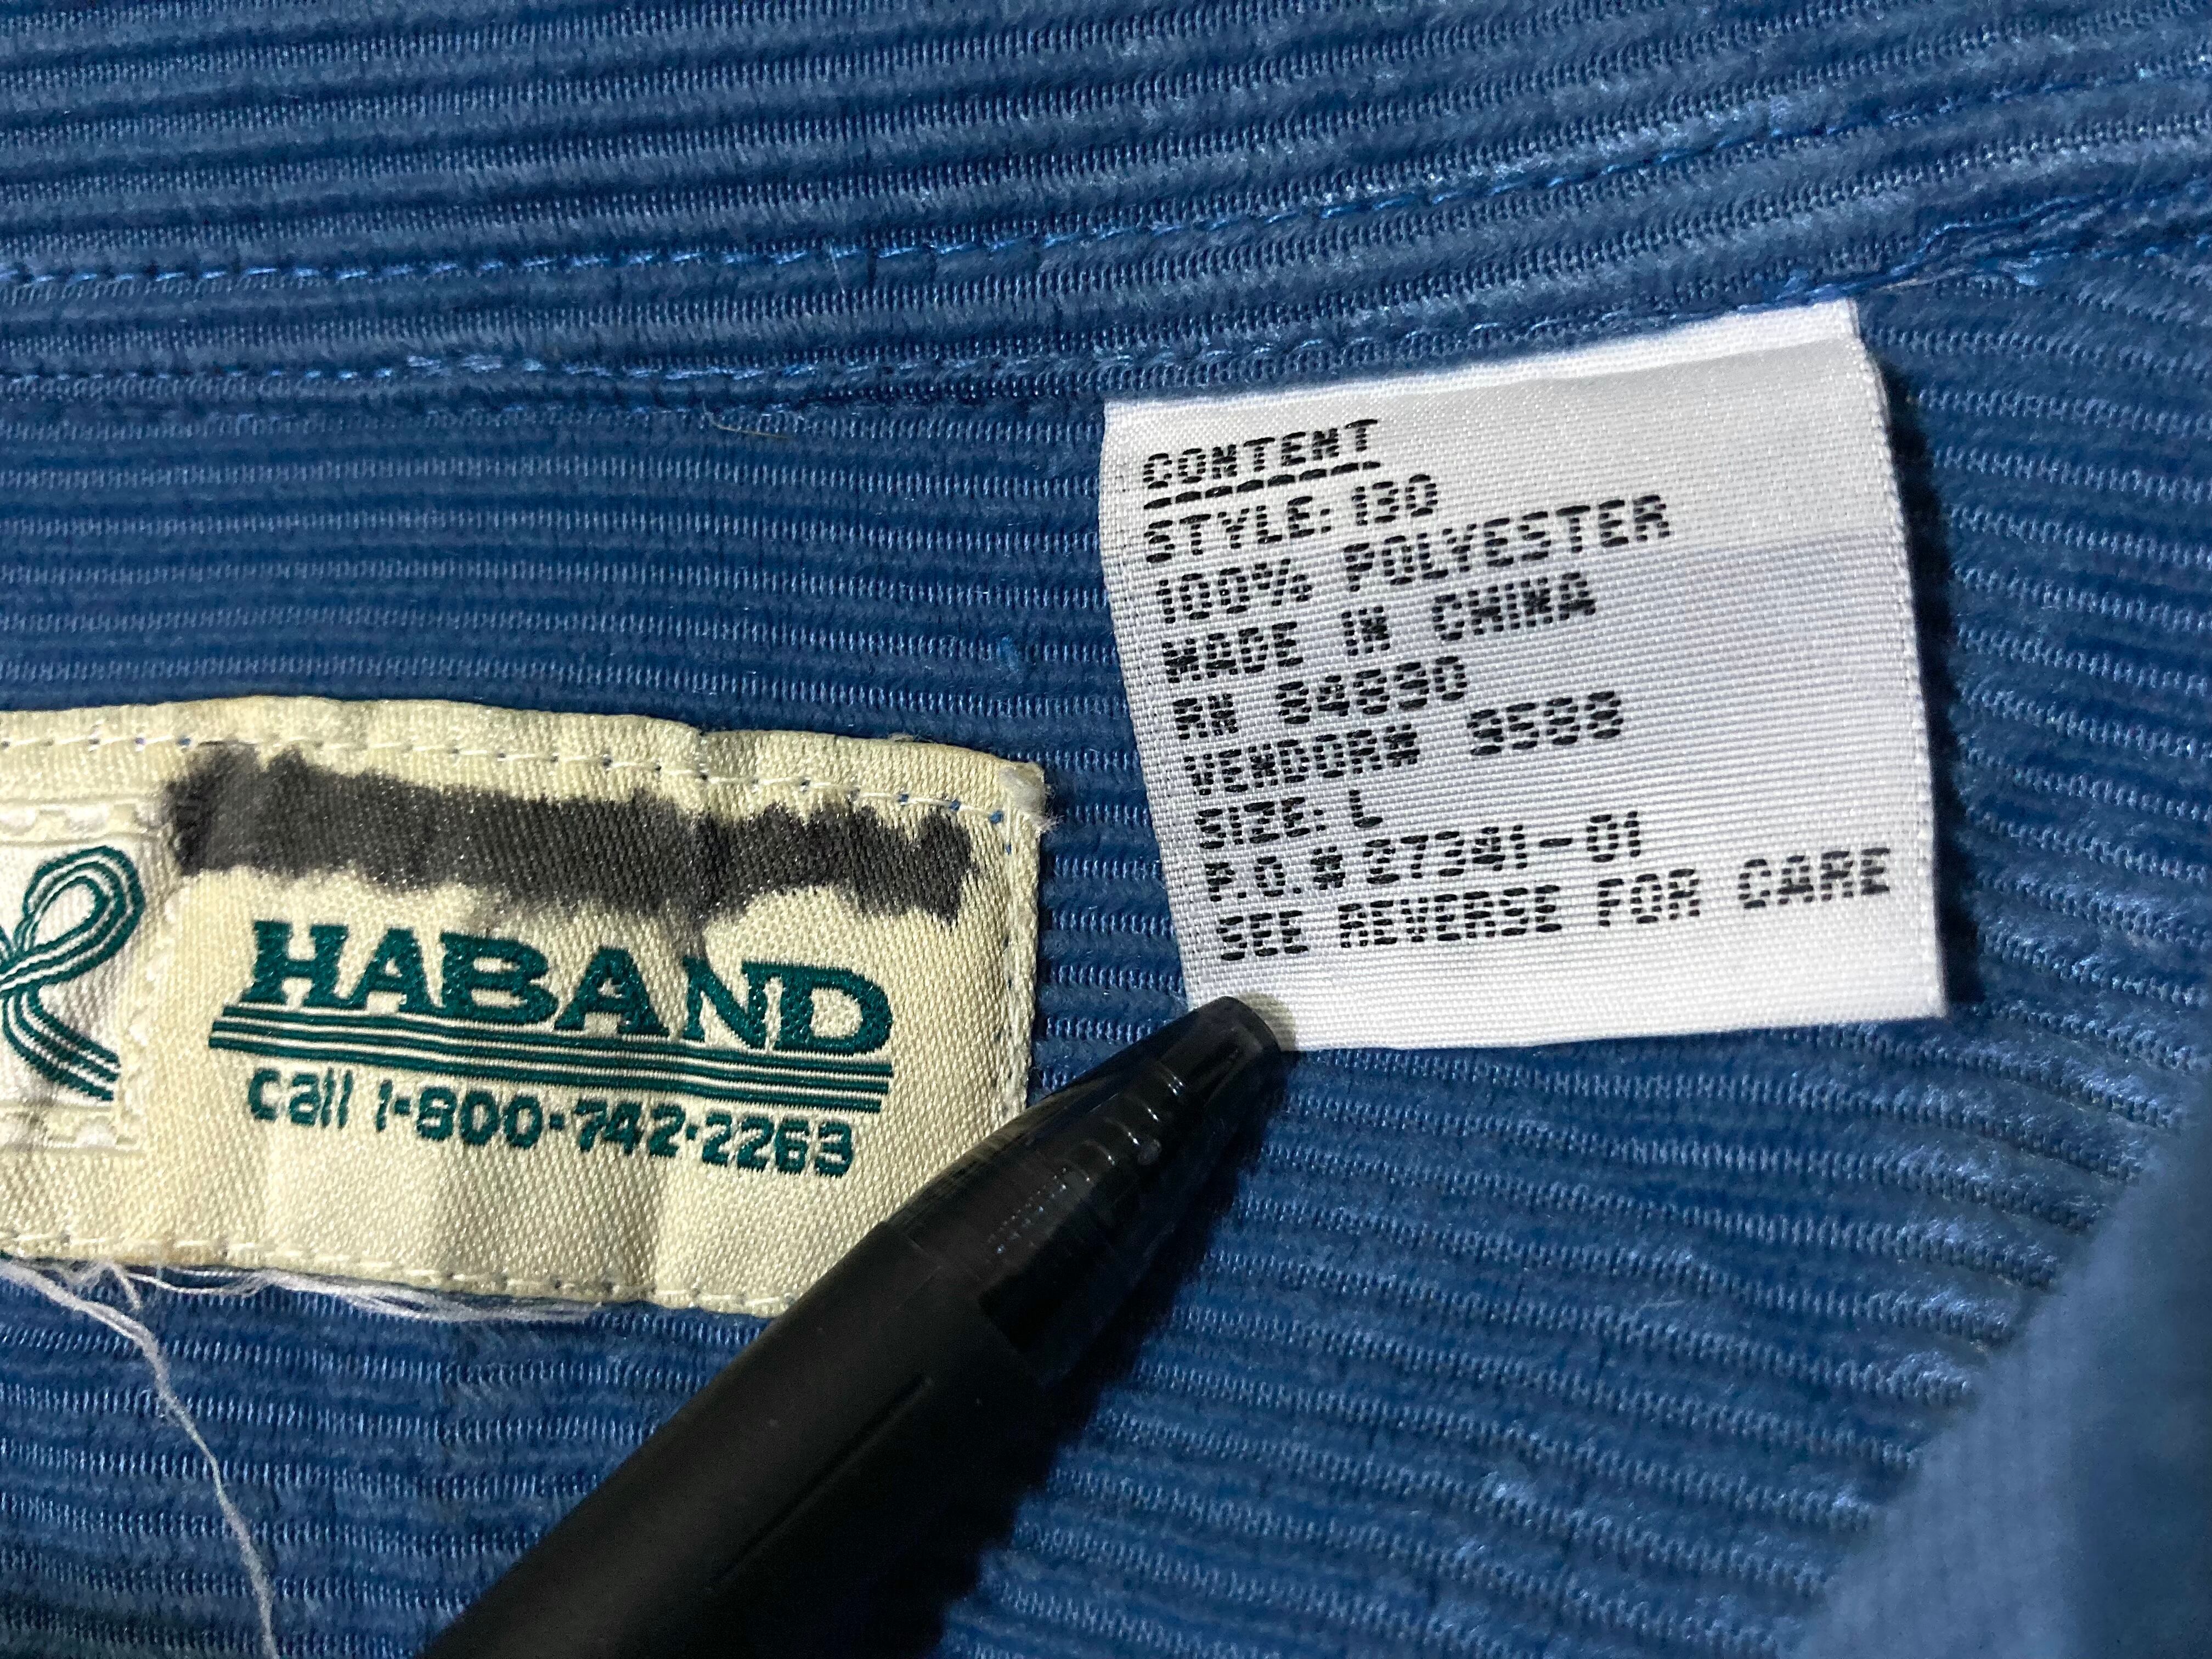 CONTENT
STYLE: 130
100% POLYESTER
MADE IN CHINA
RN 84890
VENDOR# 9588
SIZE: L
P.O.# 27341-01
SEE REVERSE FOR CARE
HABAND
call 1-800-742-2263